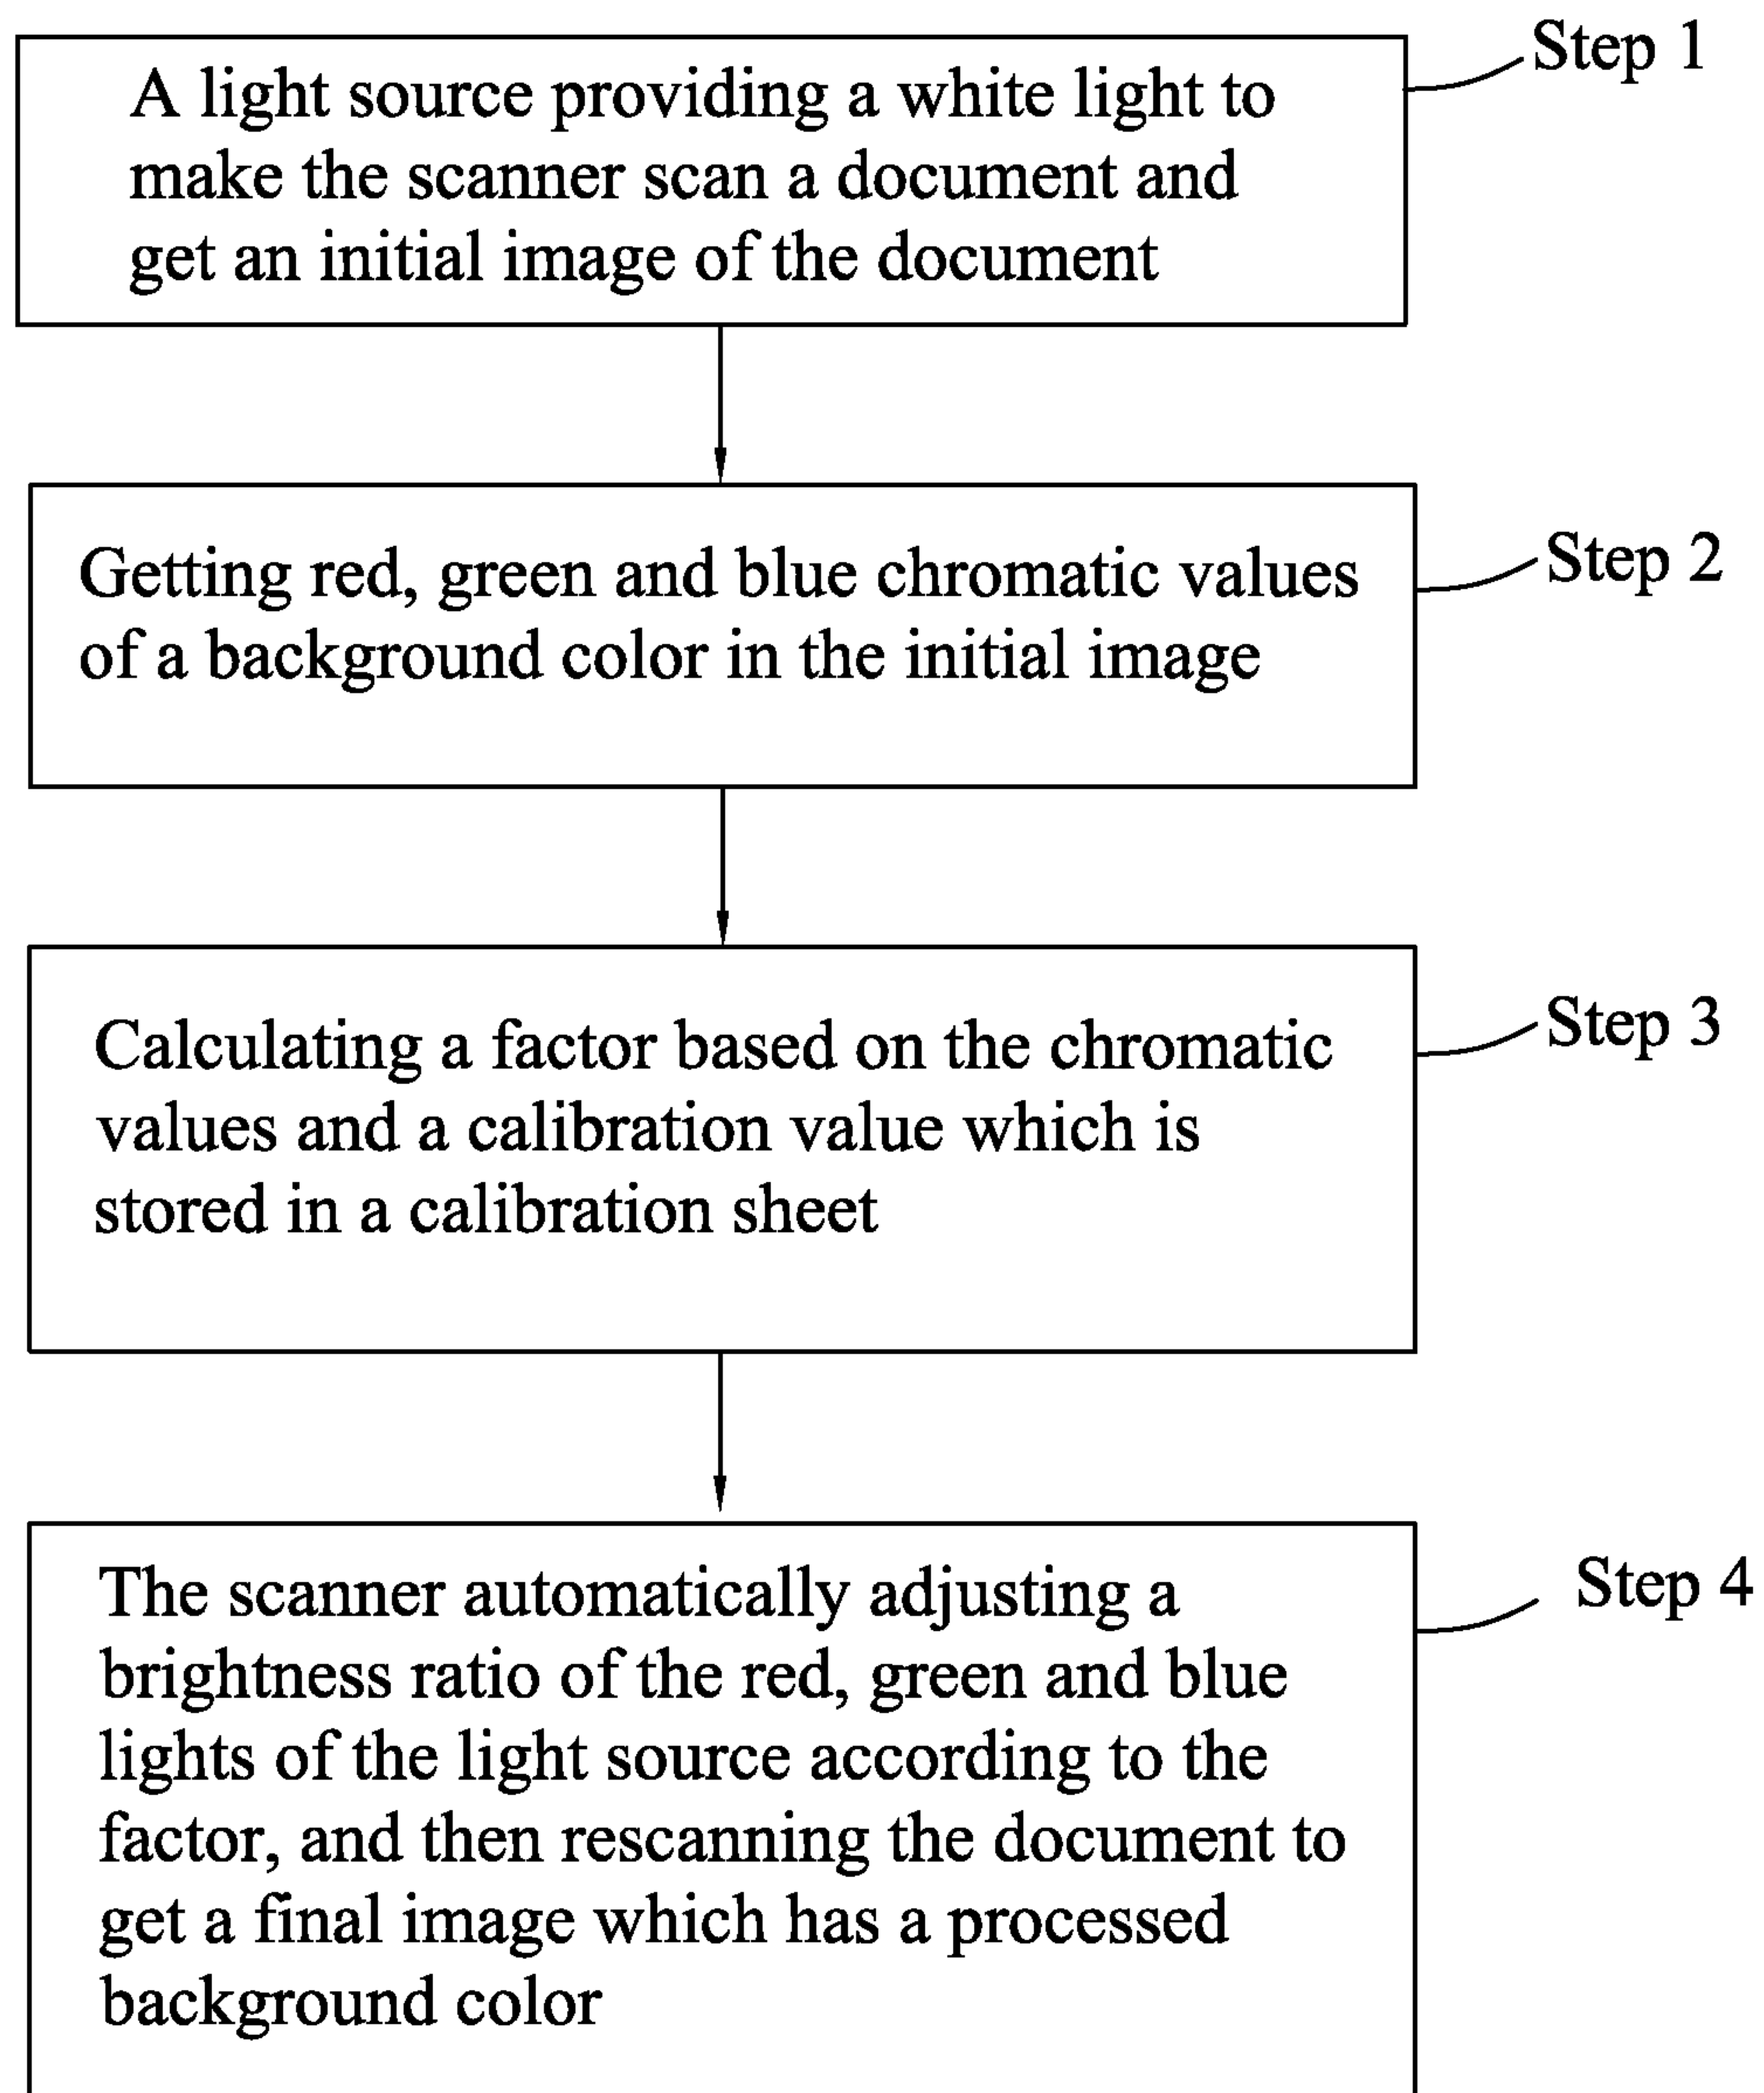 Step 1
A light source providing a white light to
make the scanner scan a document and
get an initial image of the document
Step 2
Getting red, green and blue chromatic values
of a background color in the initial image
Step 3
Calculating a factor based on the chromatic
values and a calibration value which is
stored in a calibration sheet
Step 4
The scanner automatically adjusting a
brightness ratio of the red, green and blue
lights of the light source according to the
factor, and then rescanning the document to
get a final image which has a processed
background color